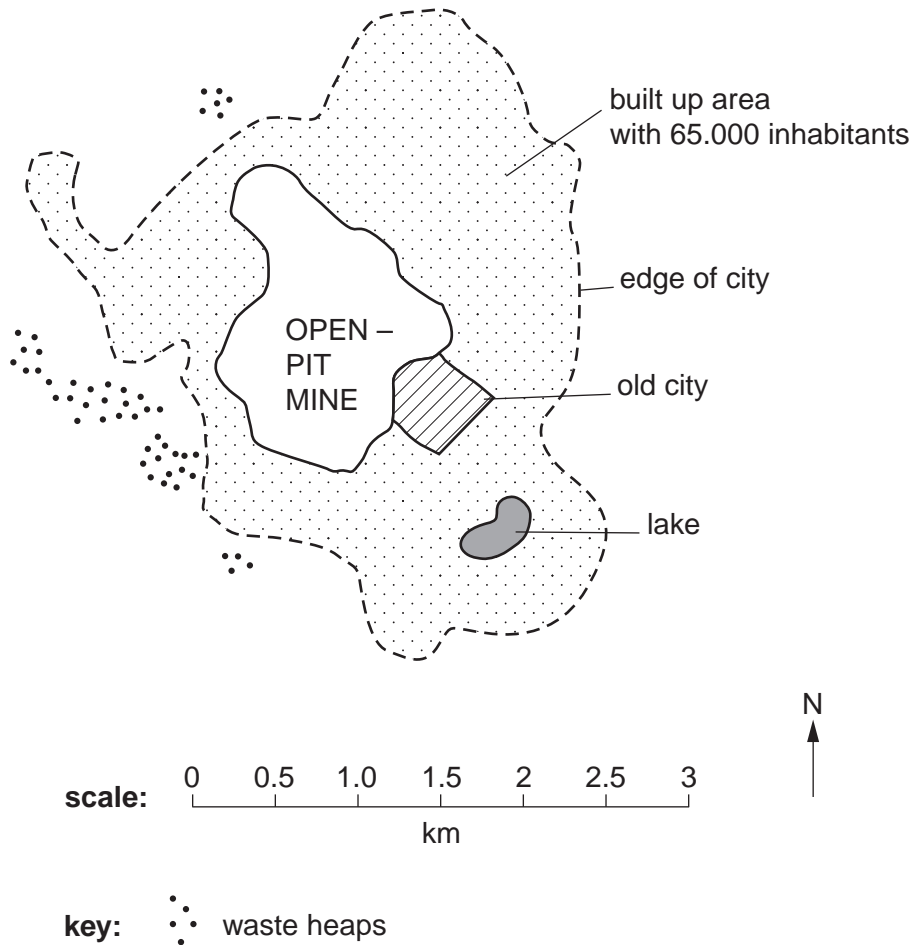 built up area
with 65.000 inhabitants
edge of city
OPEN –
PIT
MINE
old city
lake
N
scale:
0 0.5 1.0 1.5 2 2.5 3
km
key: waste heaps